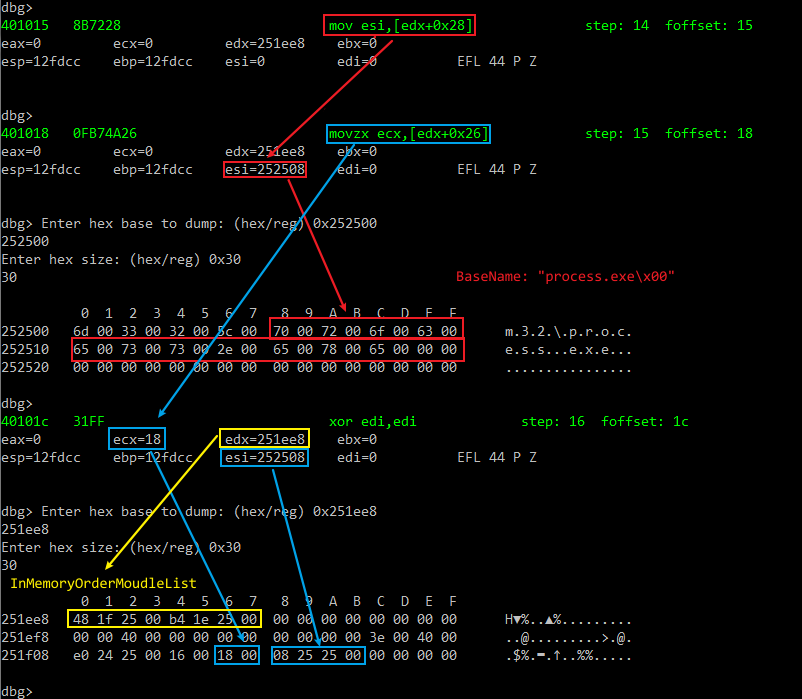 dbg>
401015 8B7228 mov esi,[edx+0x28] step: 14 foffset: 15
eax=0 ecx=0 edx=251ee8 ebx=0
esp=12fdcc ebp=12fdcc esi=0 edi=0 EFL 44 P Z
dbg>
401018 0FB74A26 movzx ecx,[edx+0x26] step: 15 foffset: 18
eax=0 ecx=0 edx=251ee8 ebx=0
esp=12fdcc ebp=12fdcc esi=252508 edi=0 EFL 44 P Z
dbg> Enter hex base to dump: (hex/reg) 0x252500
252500
Enter hex size: (hex/reg) 0x30
30
BaseName: "process.exe\x00"
0 1 2 3 4 5 6 7 8 9 A B C D E F
252500 6d 00 33 00 32 00 5c 00 70 00 72 00 6f 00 63 00 m.3.2.\.p.r.o.c.
252510 65 00 73 00 73 00 2e 00 65 00 78 00 65 00 00 00 e.s.s...e.x.e...
252520 00 00 00 00 00 00 00 00 00 00 00 00 00 00 00 00 ................
dbg>
40101c 31FF xor edi,edi step: 16 foffset: 1c
eax=0 ecx=18 edx=251ee8 ebx=0
esp=12fdcc ebp=12fdcc esi=252508 edi=0 EFL 44 P Z
dbg> Enter hex base to dump: (hex/reg) 0x251ee8
251ee8
Enter hex size: (hex/reg) 0x30
30
InMemoryOrderMoudleList
0 1 2 3 4 5 6 7 8 9 A B C D E F
251ee8 48 1f 25 00 b4 1e 25 00 00 00 00 00 00 00 00 00 H▼%..▲%.........
251ef8 00 00 40 00 00 00 00 00 00 00 00 00 3e 00 40 00 ..@.........>.@.
251f08 e0 24 25 00 16 00 18 00 08 25 25 00 00 00 00 00 .$%.▬.↑..%%.....
dbg>